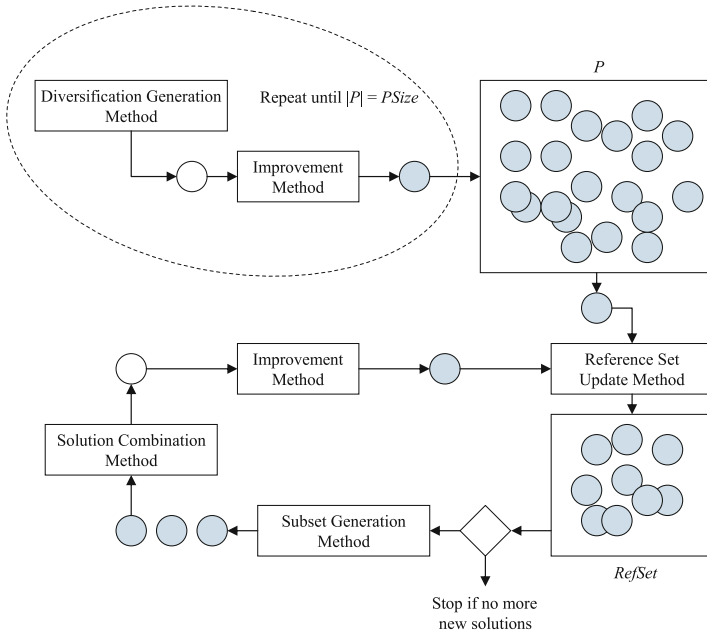 P
Diversification Generation
Method
Repeat until |P| = PSize
Improvement
Method
Improvement
Method
Reference Set
Update Method
Solution Combination
Method
Subset Generation
Method
RefSet
Stop if no more
new solutions